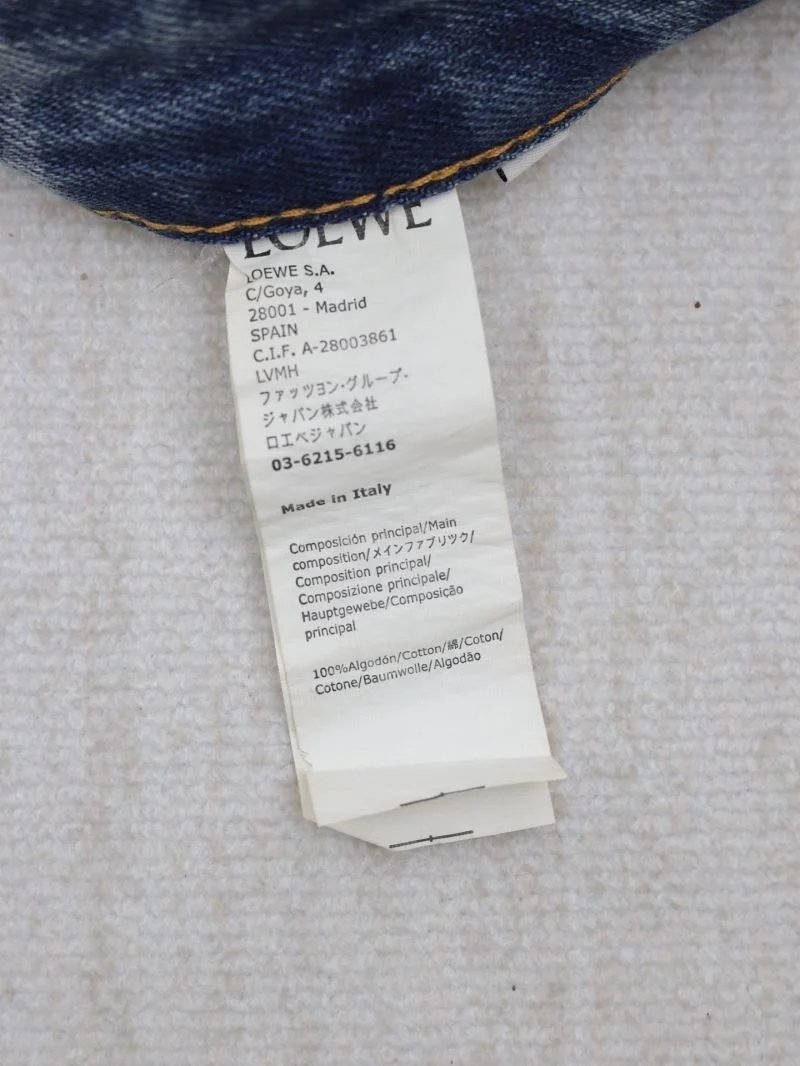 LOEWE
LOEWE S.A.
C/Goya, 4
28001 - Madrid
SPAIN
C.I.F. A-28003861
LVMH
ファッツヨン・グループ・
ジャパン株式会社
ロエベジャパン
03-6215-6116
Made in Italy
Composición principal/Main
composition/メインファブリック/
Composition principal/
Composizione principale/
Hauptgewebe/Composição
principal
100%Algodón/Cotton/綿/Coton/
Cotone/Baumwolle/Algodão